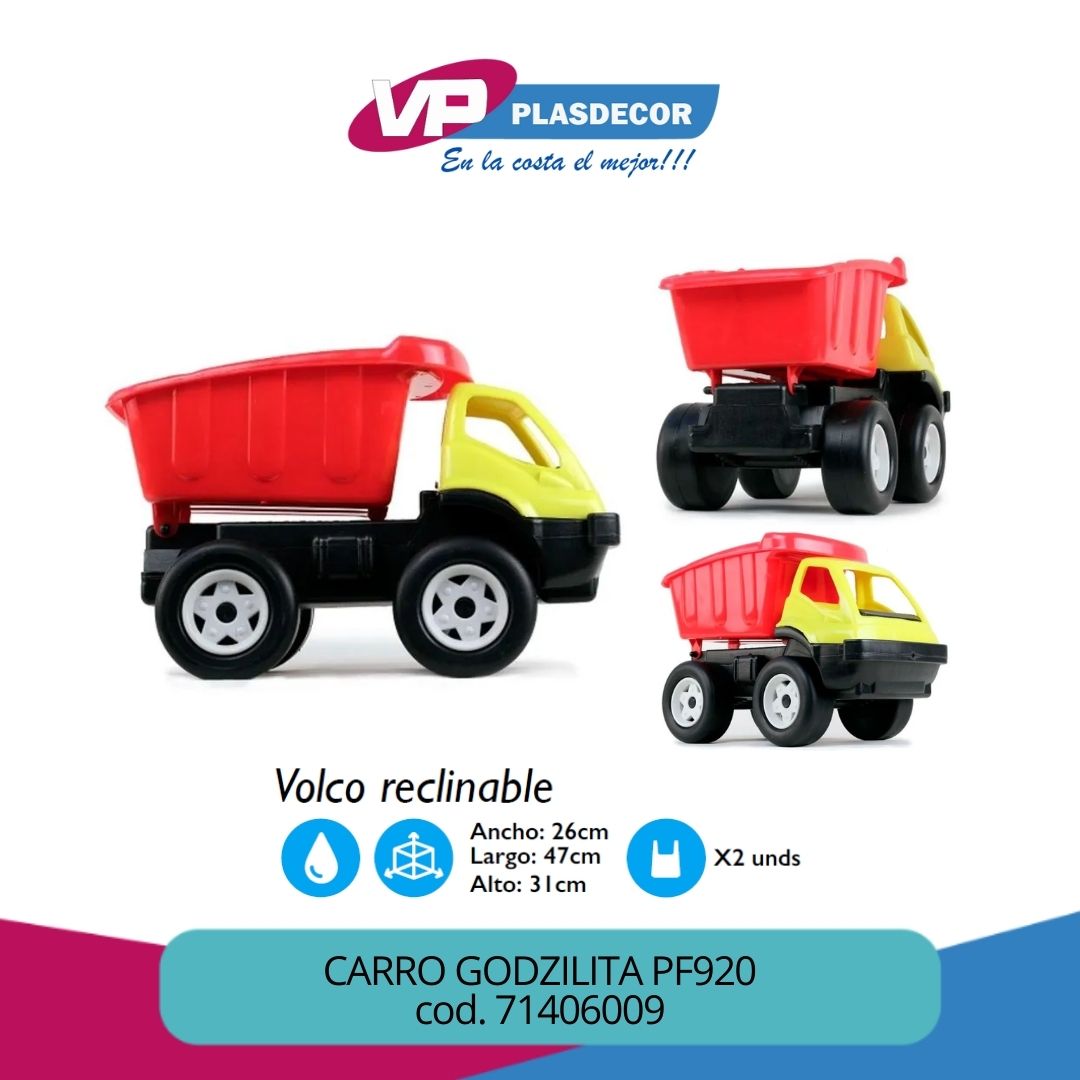 VP PLASDECOR
En la costa el mejor!!!
Volco reclinable
Ancho: 26cm
Largo: 47cm
Alto: 31cm
X2 unds
CARRO GODZILITA PF920
cod. 71406009